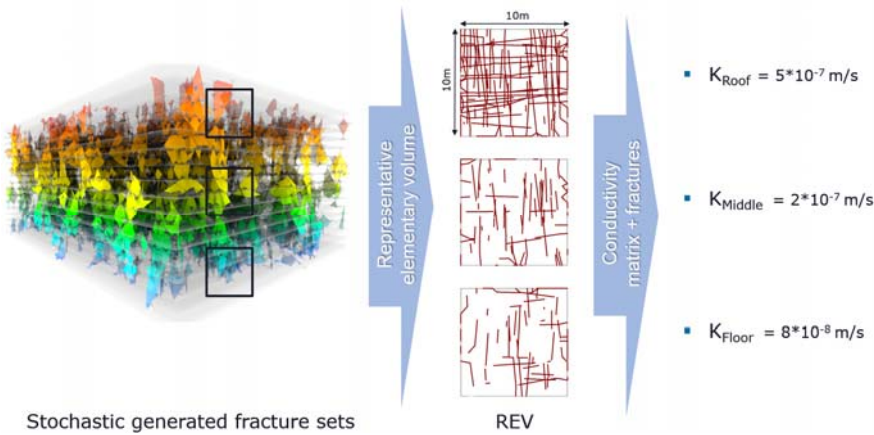 10m
10m
Representative
elementary volume
Conductivity
matrix + fractures
K_Roof = 5*10^-7 m/s
K_Middle = 2*10^-7 m/s
K_Floor = 8*10^-8 m/s
Stochastic generated fracture sets
REV